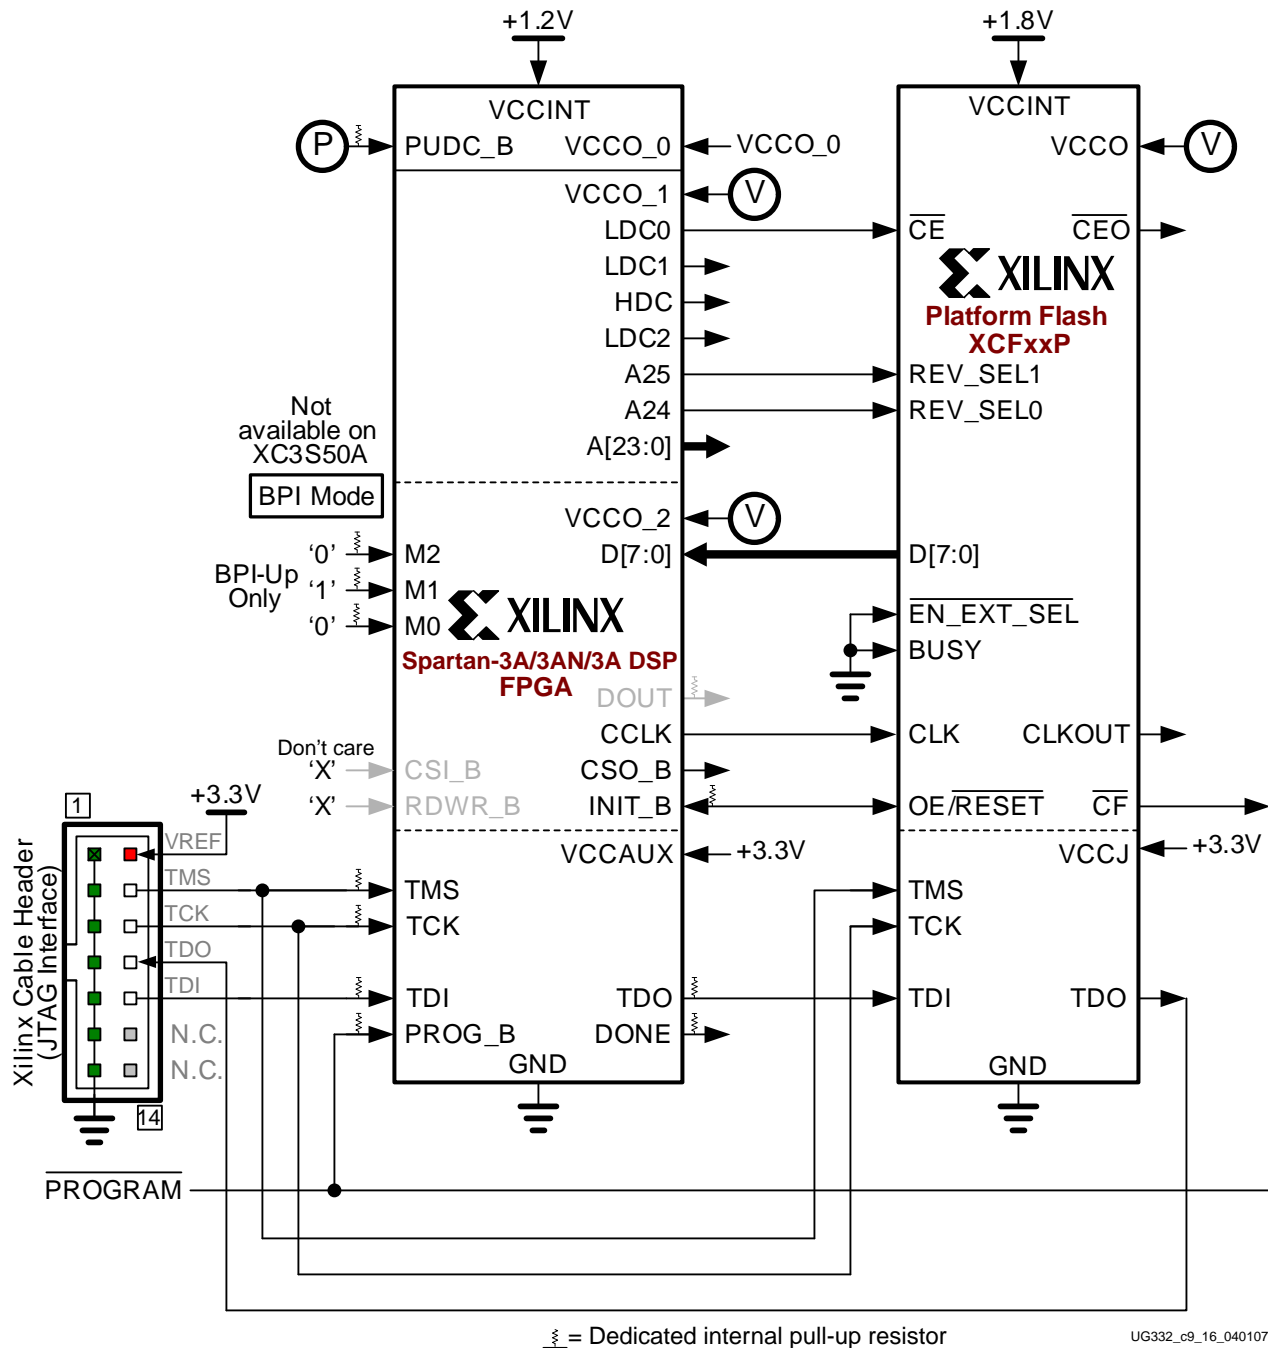 +1.2V
+1.8V
VCCINT
VCCINT
P
PUDC_B
VCCO_0
VCCO_0
VCCO
V
VCCO_1
V
LDC0
CE
CEO
LDC1
XILINX
HDC
Platform Flash
XCFxxP
LDC2
A25
REV_SEL1
A24
REV_SEL0
A[23:0]
Not
available on
XC3S50A
BPI Mode
VCCO_2
V
‘0’
M2
D[7:0]
D[7:0]
BPI-Up
Only
‘1’
M1
‘0’
M0
XILINX
EN_EXT_SEL
BUSY
Spartan-3A/3AN/3A DSP
FPGA
DOUT
CCLK
CLK
CLKOUT
Don’t care
‘X’
CSI_B
CSO_B
‘X’
RDWR_B
INIT_B
OE/RESET
CF
1
+3.3V
VREF
VCCAUX
+3.3V
VCCJ
+3.3V
Xilinx Cable Header
(JTAG Interface)
TMS
TMS
TMS
TCK
TCK
TCK
TDO
TDI
TDI
TDO
TDI
TDO
N.C.
PROG_B
DONE
N.C.
GND
GND
14
PROGRAM
= Dedicated internal pull-up resistor
UG332_c9_16_040107